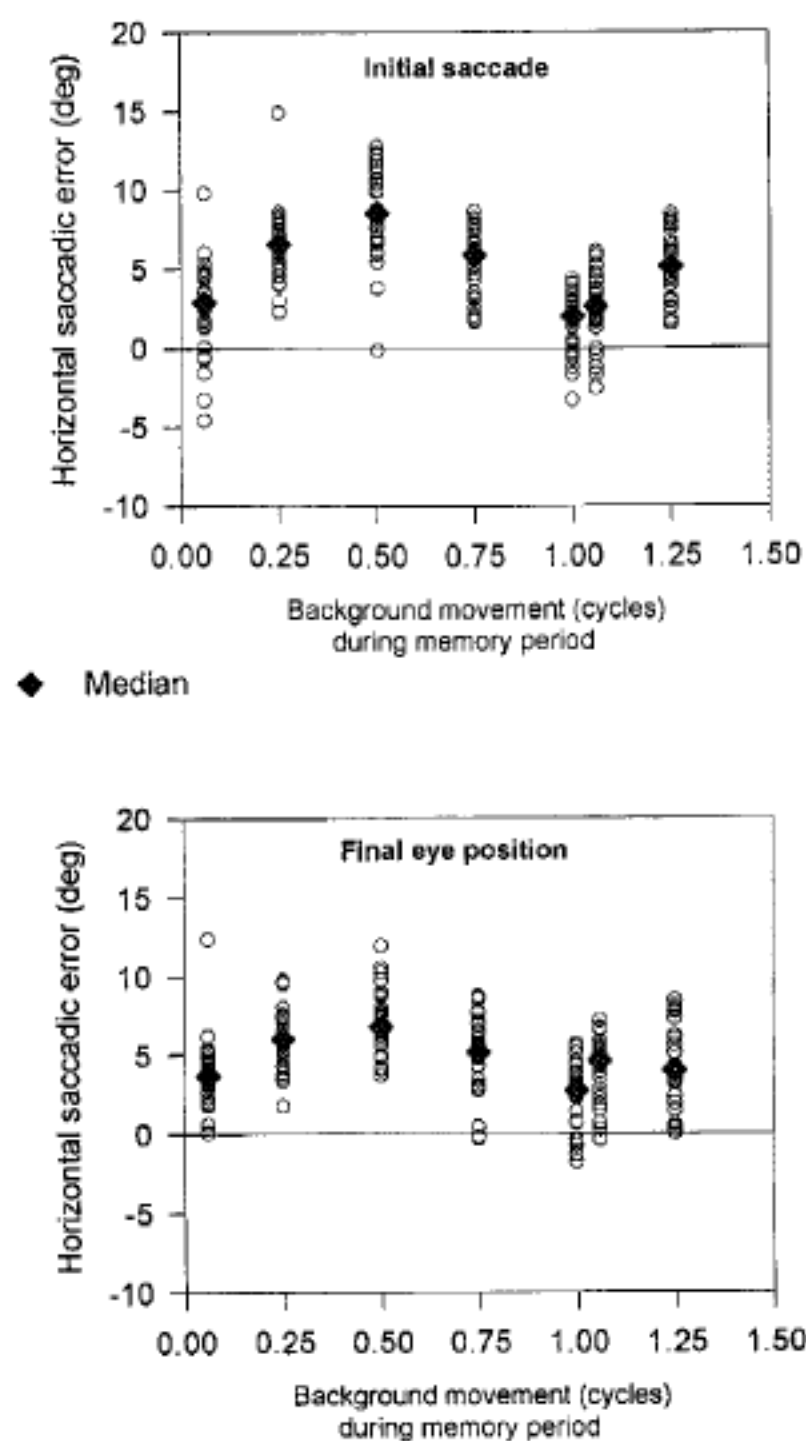 Initial saccade
Horizontal saccadic error (deg)
20
15
10
5
0
-5
-10
0.00 0.25 0.50 0.75 1.00 1.25 1.50
Background movement (cycles)
during memory period
◆ Median
Final eye position
Horizontal saccadic error (deg)
20
15
10
5
0
-5
-10
0.00 0.25 0.50 0.75 1.00 1.25 1.50
Background movement (cycles)
during memory period